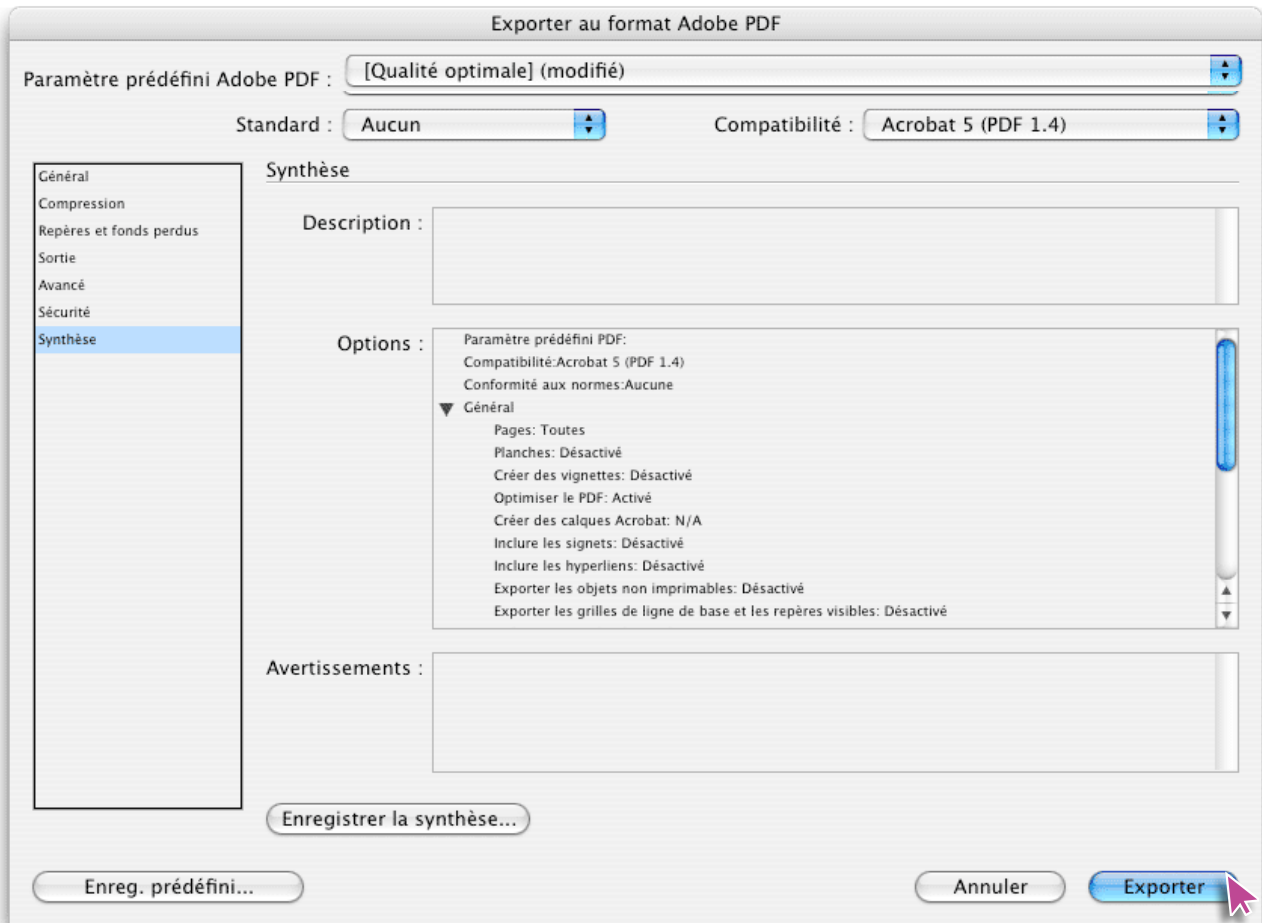 Exporter au format Adobe PDF
Paramètre prédéfini Adobe PDF : [Qualité optimale] (modifié)
Standard : Aucun Compatibilité : Acrobat 5 (PDF 1.4)
Général
Compression
Repères et fonds perdus
Sortie
Avancé
Sécurité
Synthèse
Synthèse
Description :
Options :
Paramètre prédéfini PDF:
Compatibilité:Acrobat 5 (PDF 1.4)
Conformité aux normes:Aucune
Général
Pages: Toutes
Planches: Désactivé
Créer des vignettes: Désactivé
Optimiser le PDF: Activé
Créer des calques Acrobat: N/A
Inclure les signets: Désactivé
Inclure les hyperliens: Désactivé
Exporter les objets non imprimables: Désactivé
Exporter les grilles de ligne de base et les repères visibles: Désactivé
Avertissements :
Enregistrer la synthèse...
Enreg. prédéfini... Annuler Exporter